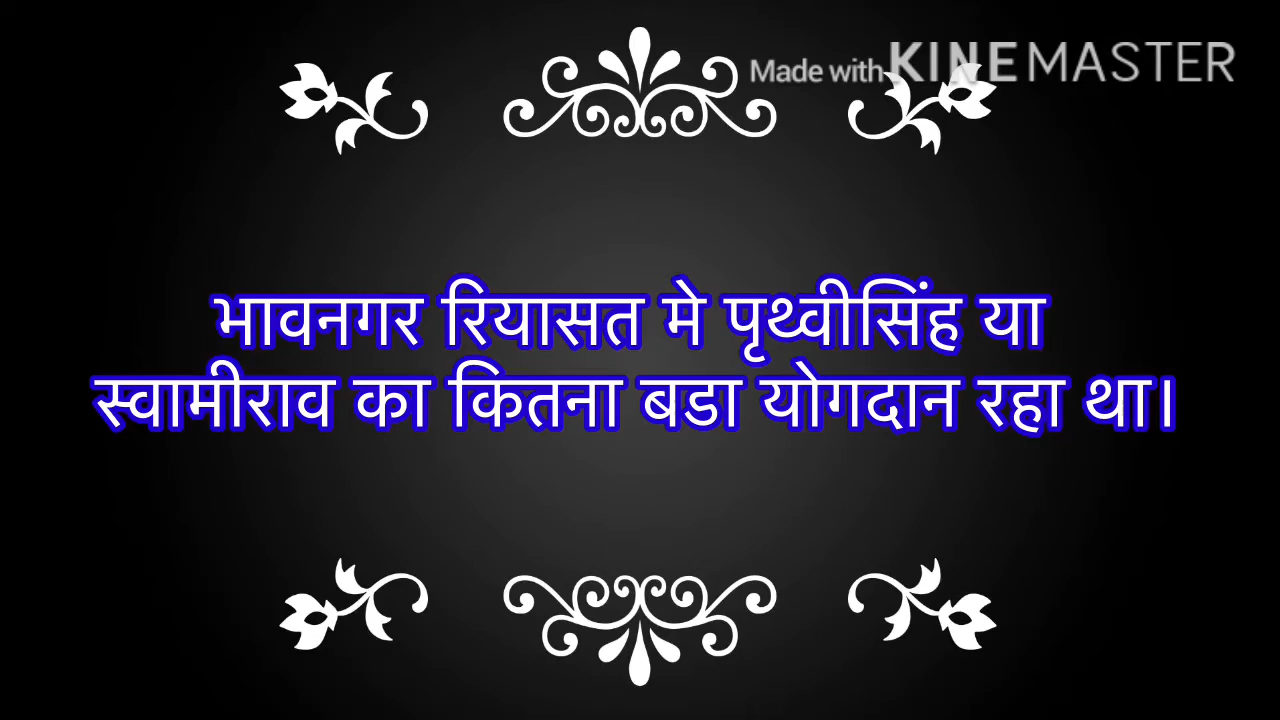 Made with KINEMASTER
भावनगर रियासत मे पृथ्वीसिंह या
स्वामीराव का कितना बडा योगदान रहा था।